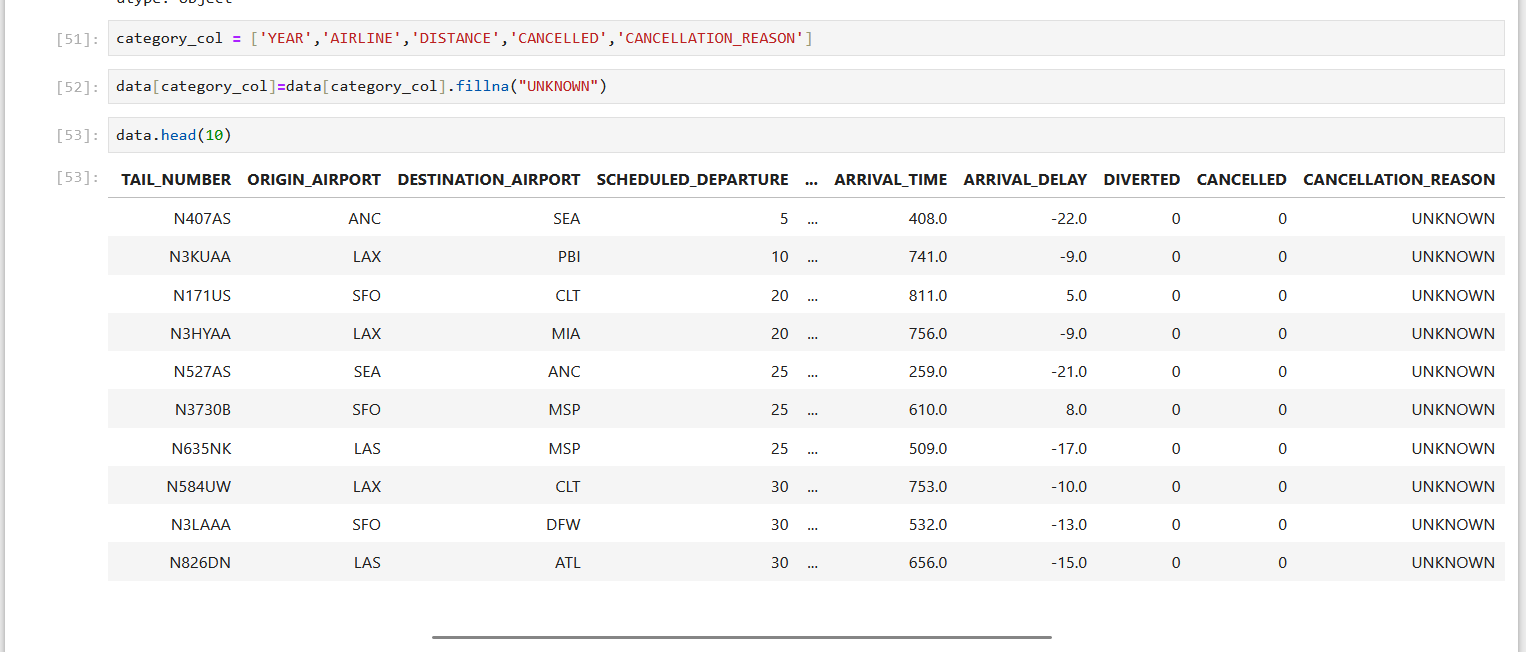 dtype: object
[51]: category_col = ['YEAR','AIRLINE','DISTANCE','CANCELLED','CANCELLATION_REASON']
[52]: data[category_col]=data[category_col].fillna("UNKNOWN")
[53]: data.head(10)
[53]: TAIL_NUMBER ORIGIN_AIRPORT DESTINATION_AIRPORT SCHEDULED_DEPARTURE ... ARRIVAL_TIME ARRIVAL_DELAY DIVERTED CANCELLED CANCELLATION_REASON
N407AS ANC SEA 5 ... 408.0 -22.0 0 0 UNKNOWN
N3KUAA LAX PBI 10 ... 741.0 -9.0 0 0 UNKNOWN
N171US SFO CLT 20 ... 811.0 5.0 0 0 UNKNOWN
N3HYAA LAX MIA 20 ... 756.0 -9.0 0 0 UNKNOWN
N527AS SEA ANC 25 ... 259.0 -21.0 0 0 UNKNOWN
N3730B SFO MSP 25 ... 610.0 8.0 0 0 UNKNOWN
N635NK LAS MSP 25 ... 509.0 -17.0 0 0 UNKNOWN
N584UW LAX CLT 30 ... 753.0 -10.0 0 0 UNKNOWN
N3LAAA SFO DFW 30 ... 532.0 -13.0 0 0 UNKNOWN
N826DN LAS ATL 30 ... 656.0 -15.0 0 0 UNKNOWN